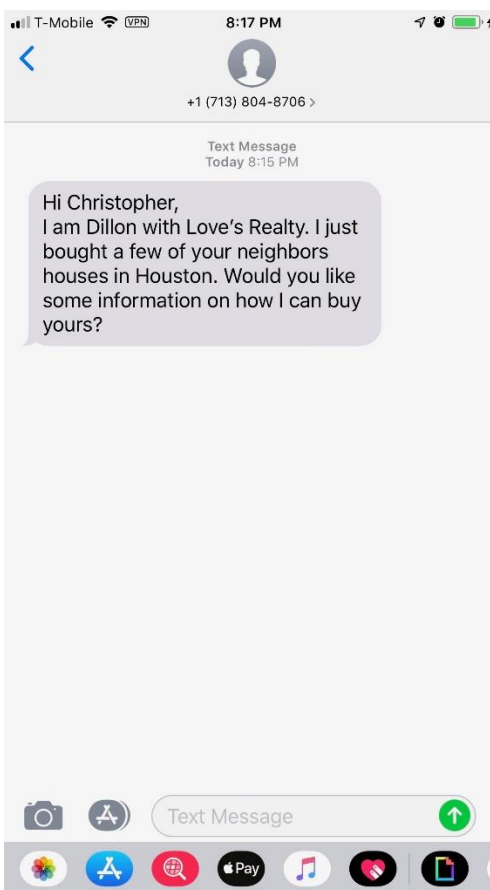 T-Mobile VPN 8:17 PM
+1 (713) 804-8706 >
Text Message
Today 8:15 PM
Hi Christopher,
I am Dillon with Love's Realty. I just
bought a few of your neighbors
houses in Houston. Would you like
some information on how I can buy
yours?
Text Message
Pay